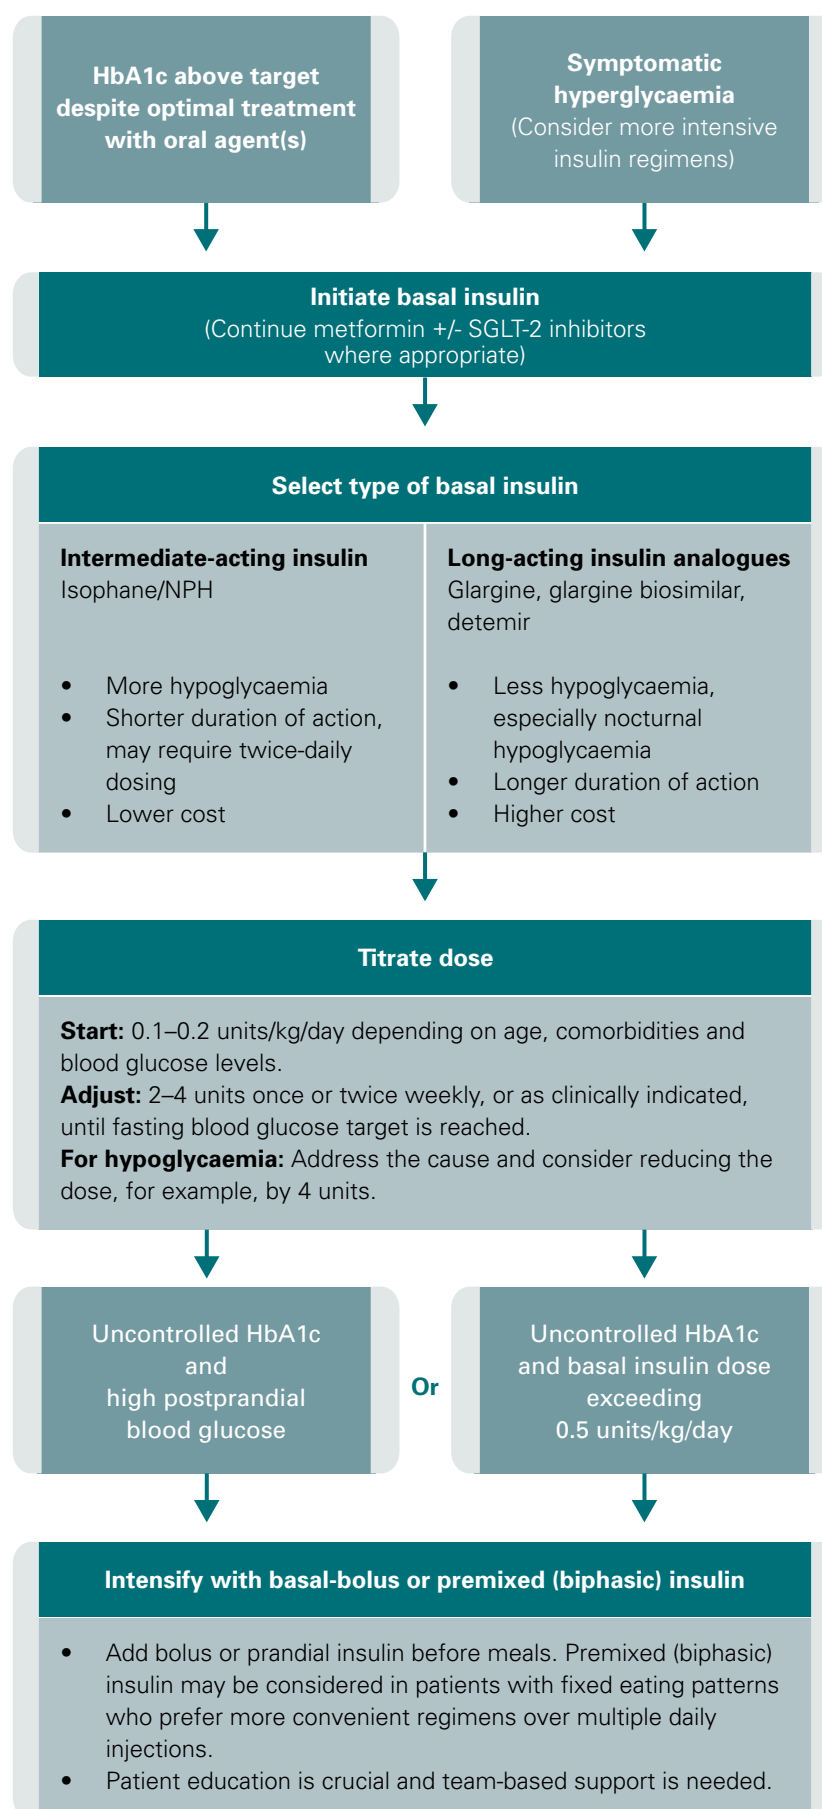 HbA1c above target
despite optimal treatment
with oral agent(s)
Symptomatic
hyperglycaemia
(Consider more intensive
insulin regimens)
Initiate basal insulin
(Continue metformin +/- SGLT-2 inhibitors
where appropriate)
Select type of basal insulin
Intermediate-acting insulin
Isophane/NPH
• More hypoglycaemia
• Shorter duration of action,
may require twice-daily
dosing
• Lower cost
Long-acting insulin analogues
Glargine, glargine biosimilar,
detemir
• Less hypoglycaemia,
especially nocturnal
hypoglycaemia
• Longer duration of action
• Higher cost
Titrate dose
Start: 0.1–0.2 units/kg/day depending on age, comorbidities and
blood glucose levels.
Adjust: 2–4 units once or twice weekly, or as clinically indicated,
until fasting blood glucose target is reached.
For hypoglycaemia: Address the cause and consider reducing the
dose, for example, by 4 units.
Uncontrolled HbA1c
and
high postprandial
blood glucose
Or
Uncontrolled HbA1c
and basal insulin dose
exceeding
0.5 units/kg/day
Intensify with basal-bolus or premixed (biphasic) insulin
• Add bolus or prandial insulin before meals. Premixed (biphasic)
insulin may be considered in patients with fixed eating patterns
who prefer more convenient regimens over multiple daily
injections.
• Patient education is crucial and team-based support is needed.